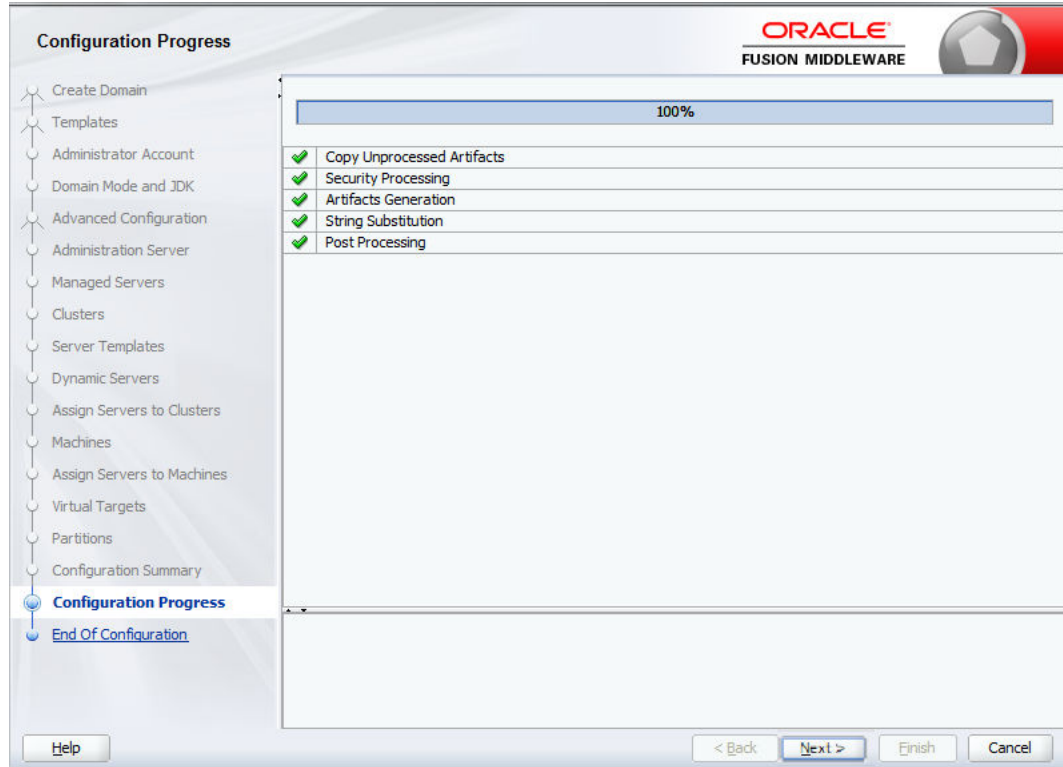 Configuration Progress
ORACLE
FUSION MIDDLEWARE
Create Domain
Templates
Administrator Account
Domain Mode and JDK
Advanced Configuration
Administration Server
Managed Servers
Clusters
Server Templates
Dynamic Servers
Assign Servers to Clusters
Machines
Assign Servers to Machines
Virtual Targets
Partitions
Configuration Summary
Configuration Progress
End Of Configuration
100%
Copy Unprocessed Artifacts
Security Processing
Artifacts Generation
String Substitution
Post Processing
Help
< Back
Next >
Finish
Cancel